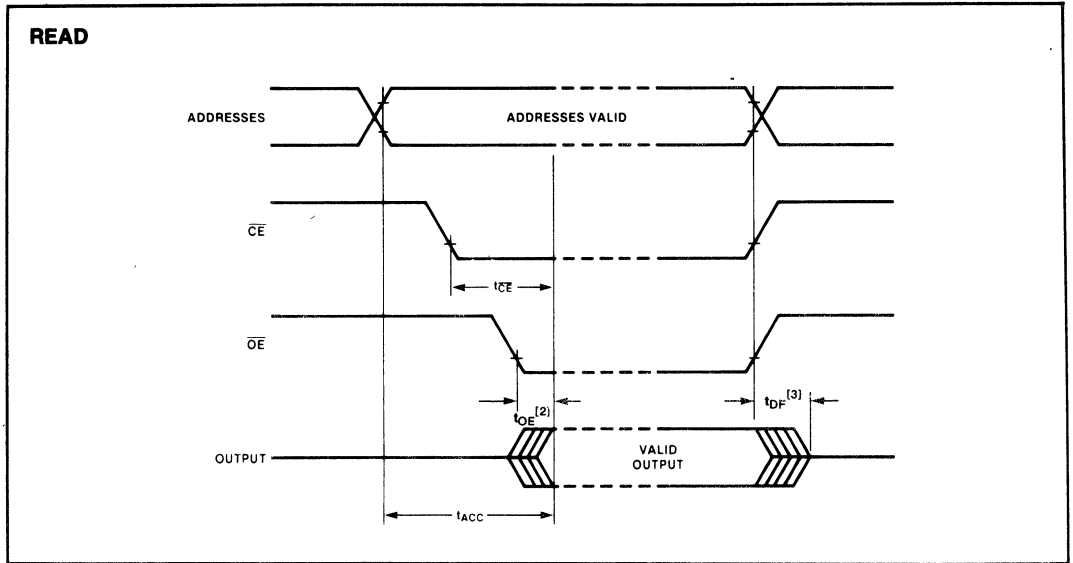 READ
ADDRESSES
ADDRESSES VALID
CE
tCE
OE
tOE[2]
tDF[3]
OUTPUT
VALID
OUTPUT
tACC